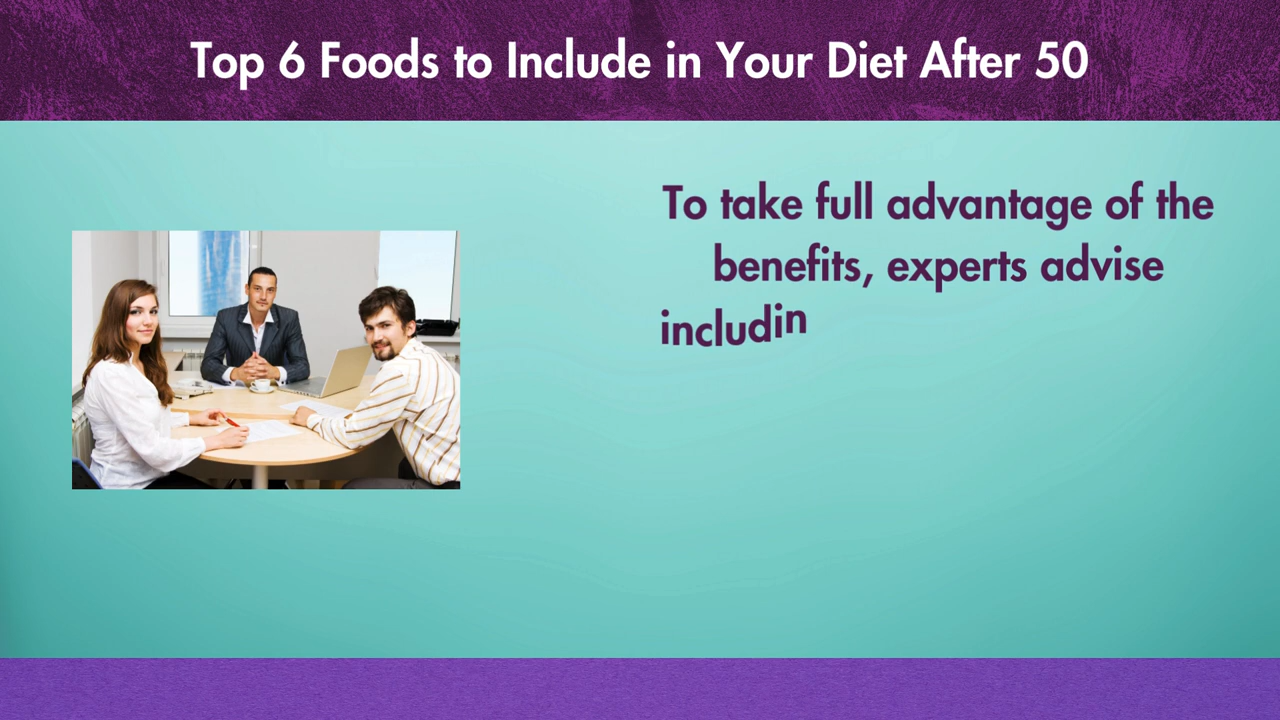 Top 6 Foods to Include in Your Diet After 50
To take full advantage of the
benefits, experts advise
includin